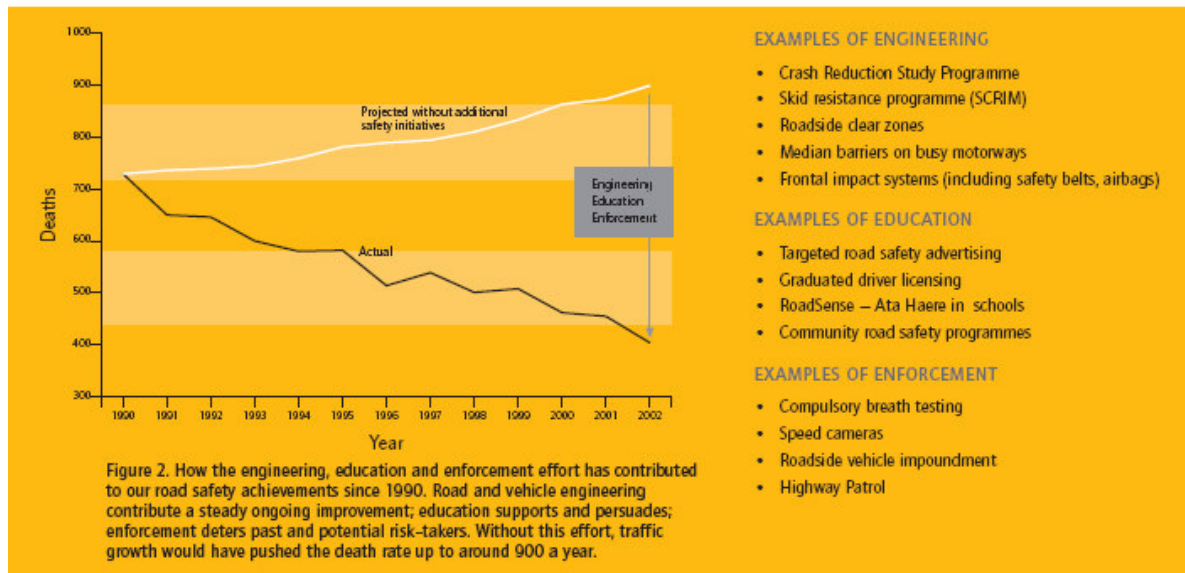 1000
900
800
700
600
500
400
300
Deaths
Projected without additional
safety initiatives
Actual
Engineering
Education
Enforcement
1990 1991 1992 1993 1994 1995 1996 1997 1998 1999 2000 2001 2002
Year
Figure 2. How the engineering, education and enforcement effort has contributed
to our road safety achievements since 1990. Road and vehicle engineering
contribute a steady ongoing improvement; education supports and persuades;
enforcement deters past and potential risk-takers. Without this effort, traffic
growth would have pushed the death rate up to around 900 a year.
EXAMPLES OF ENGINEERING
• Crash Reduction Study Programme
• Skid resistance programme (SCRIM)
• Roadside clear zones
• Median barriers on busy motorways
• Frontal impact systems (including safety belts, airbags)
EXAMPLES OF EDUCATION
• Targeted road safety advertising
• Graduated driver licensing
• RoadSense – Ata Haere in schools
• Community road safety programmes
EXAMPLES OF ENFORCEMENT
• Compulsory breath testing
• Speed cameras
• Roadside vehicle impoundment
• Highway Patrol